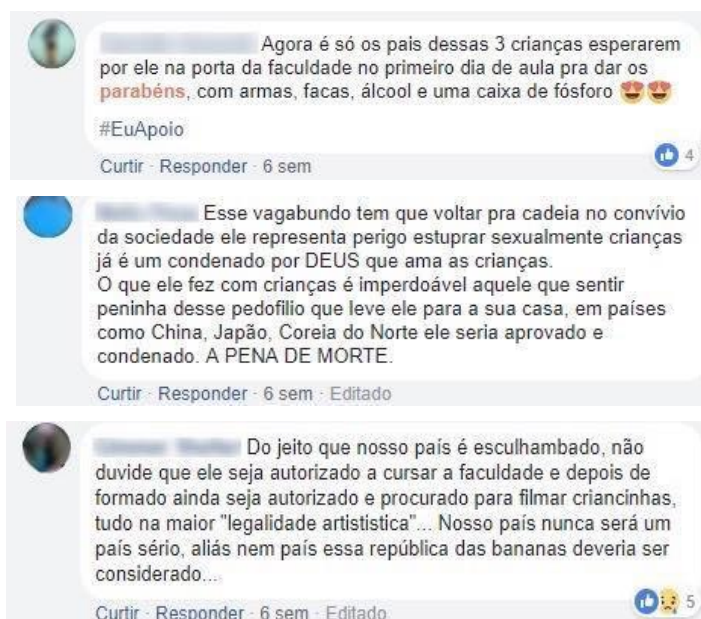 Agora é só os pais dessas 3 crianças esperarem
por ele na porta da faculdade no primeiro dia de aula pra dar os
parabéns, com armas, facas, álcool e uma caixa de fósforo 😍😍
#EuApoio
Curtir · Responder · 6 sem
4
Esse vagabundo tem que voltar pra cadeia no convívio
da sociedade ele representa perigo estuprar sexualmente crianças
já é um condenado por DEUS que ama as crianças.
O que ele fez com crianças é imperdoável aquele que sentir
peninha desse pedofilio que leve ele para a sua casa, em países
como China, Japão, Coreia do Norte ele seria aprovado e
condenado. A PENA DE MORTE.
Curtir · Responder · 6 sem · Editado
Do jeito que nosso país é esculhambado, não
duvide que ele seja autorizado a cursar a faculdade e depois de
formado ainda seja autorizado e procurado para filmar criancinhas,
tudo na maior "legalidade artististica"... Nosso país nunca será um
país sério, aliás nem país essa república das bananas deveria ser
considerado...
5
Curtir · Responder · 6 sem · Editado